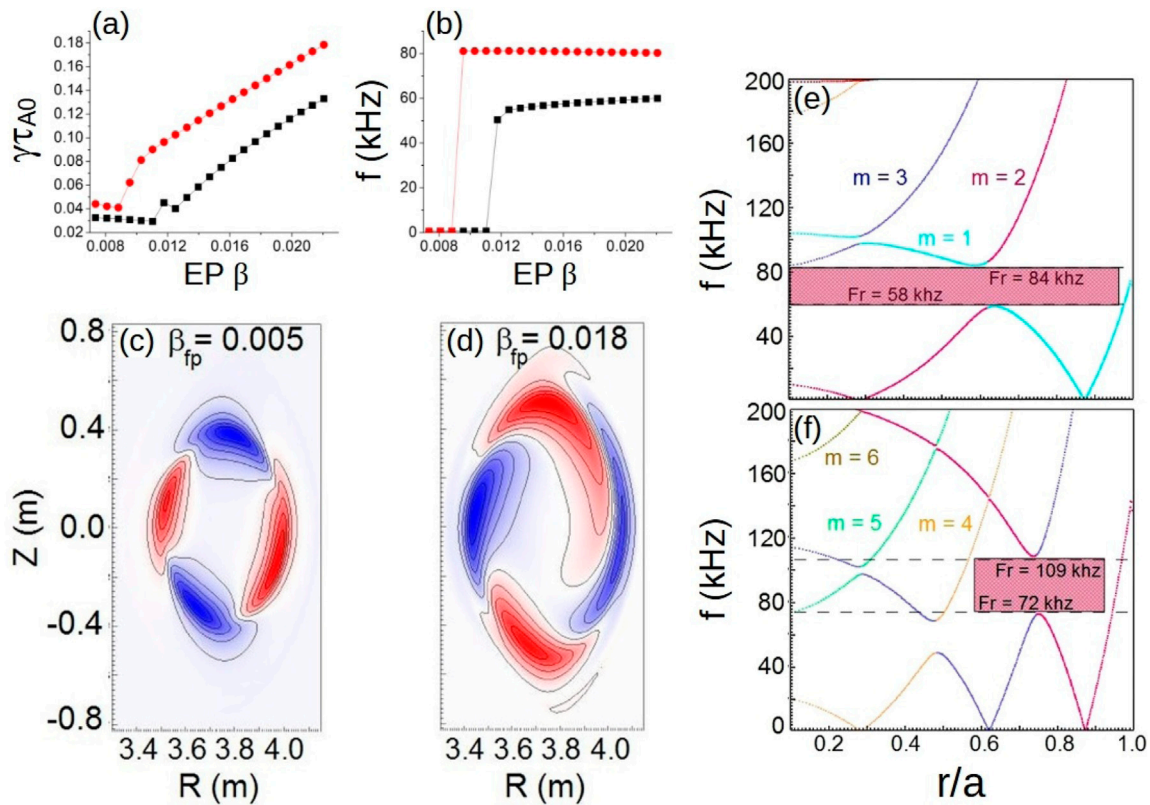 (a)
γτA0
0.18
0.16
0.14
0.12
0.10
0.08
0.06
0.04
0.02
0.008 0.012 0.016 0.020
EP β
(b)
f (kHz)
80
60
40
20
0
0.008 0.012 0.016 0.020
EP β
(c) βfp = 0.005
Z (m)
0.8
0.4
0.0
-0.4
-0.8
3.4 3.6 3.8 4.0
R (m)
(d) βfp = 0.018
3.4 3.6 3.8 4.0
R (m)
(e)
f (kHz)
200
160
120
80
40
m = 3
m = 2
m = 1
Fr = 84 khz
Fr = 58 khz
(f)
f (kHz)
200
160
120
80
40
0
m = 6
m = 5
m = 4
Fr = 109 khz
Fr = 72 khz
0.2 0.4 0.6 0.8 1.0
r/a